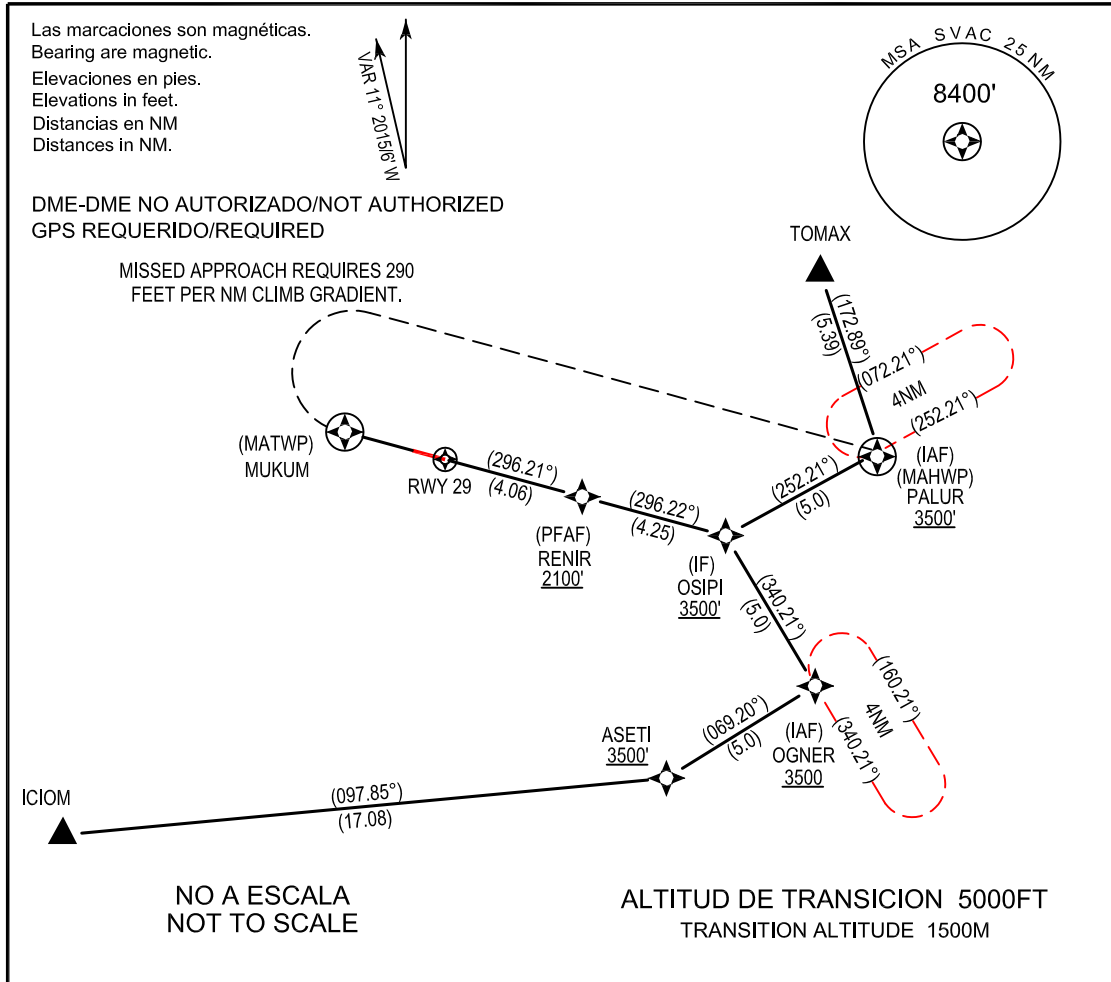 Las marcaciones son magnéticas.
Bearing are magnetic.
Elevaciones en pies.
Elevations in feet.
Distancias en NM
Distances in NM.
VAR 11° 2015/6' W
MSA SVAC 25NM
8400'
DME-DME NO AUTORIZADO/NOT AUTHORIZED
GPS REQUERIDO/REQUIRED
MISSED APPROACH REQUIRES 290
FEET PER NM CLIMB GRADIENT.
TOMAX
(172.89°)
(5.39)
(072.21°)
4NM
(252.21°)
(MATWP)
MUKUM
RWY 29
(296.21°)
(4.06)
(PFAF)
RENIR
2100'
(296.22°)
(4.25)
(IF)
OSIPI
3500'
(252.21°)
(5.0)
(IAF)
(MAHWP)
PALUR
3500'
(340.21°)
(5.0)
(160.21°)
4NM
(340.21°)
(IAF)
OGNER
3500
(069.20°)
(5.0)
ASETI
3500'
ICIOM
(097.85°)
(17.08)
NO A ESCALA
NOT TO SCALE
ALTITUD DE TRANSICION 5000FT
TRANSITION ALTITUDE 1500M